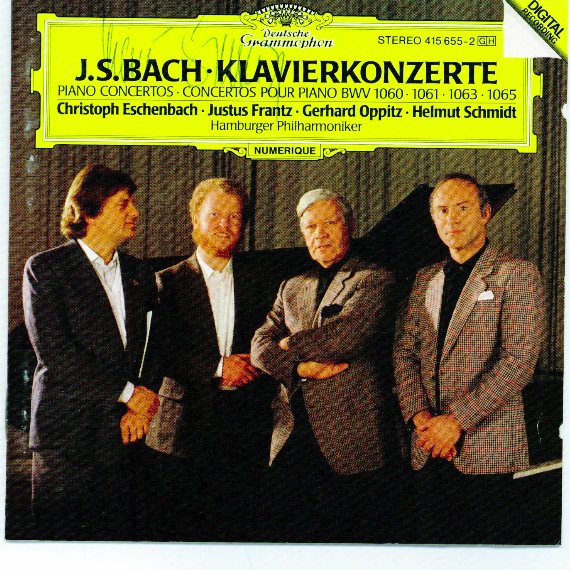 Deutsche
Grammophon
STEREO 415 655-2 GH
DIGITAL
RECORDING
J.S. BACH · KLAVIERKONZERTE
PIANO CONCERTOS · CONCERTOS POUR PIANO BWV 1060 · 1061 · 1063 · 1065
Christoph Eschenbach · Justus Frantz · Gerhard Oppitz · Helmut Schmidt
Hamburger Philharmoniker
NUMERIQUE